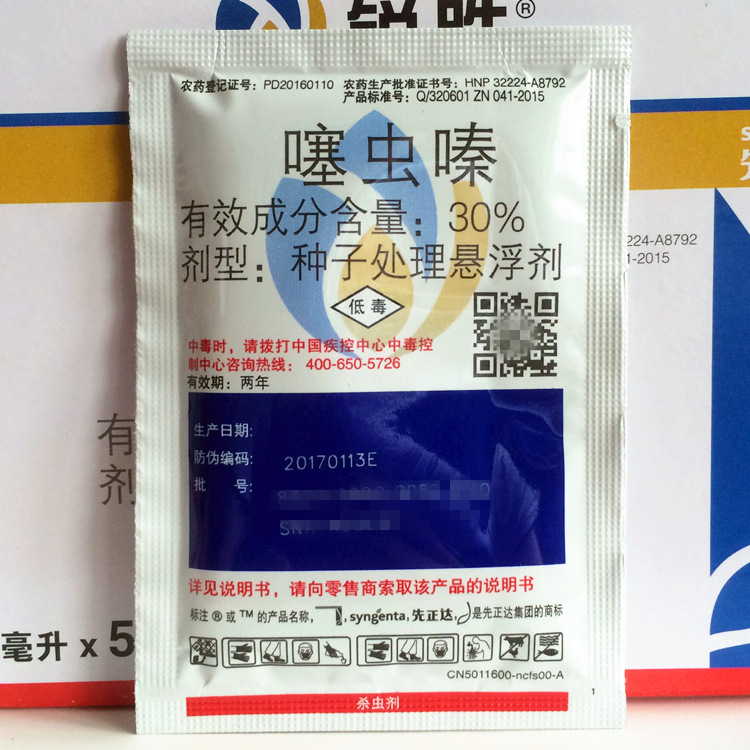 锐胜®
农药登记证号：PD20160110 农药生产批准证书号：HNP 32224-A8792
产品标准号：Q/320601 ZN 041-2015
噻虫嗪
有效成分含量：30%
剂型：种子处理悬浮剂
低毒
224-A8792
-2015
中毒时，请拨打中国疾控中心中毒控
制中心咨询热线：400-650-5726
有效期：两年
有
剂
生产日期：
防伪编码：20170113E
批 号：
详见说明书，请向零售商索取该产品的说明书
标注®或™的产品名称，syngenta,先正达,是先正达集团的商标
毫升 x 5
CN5011600-ncfs00-A
1
杀虫剂